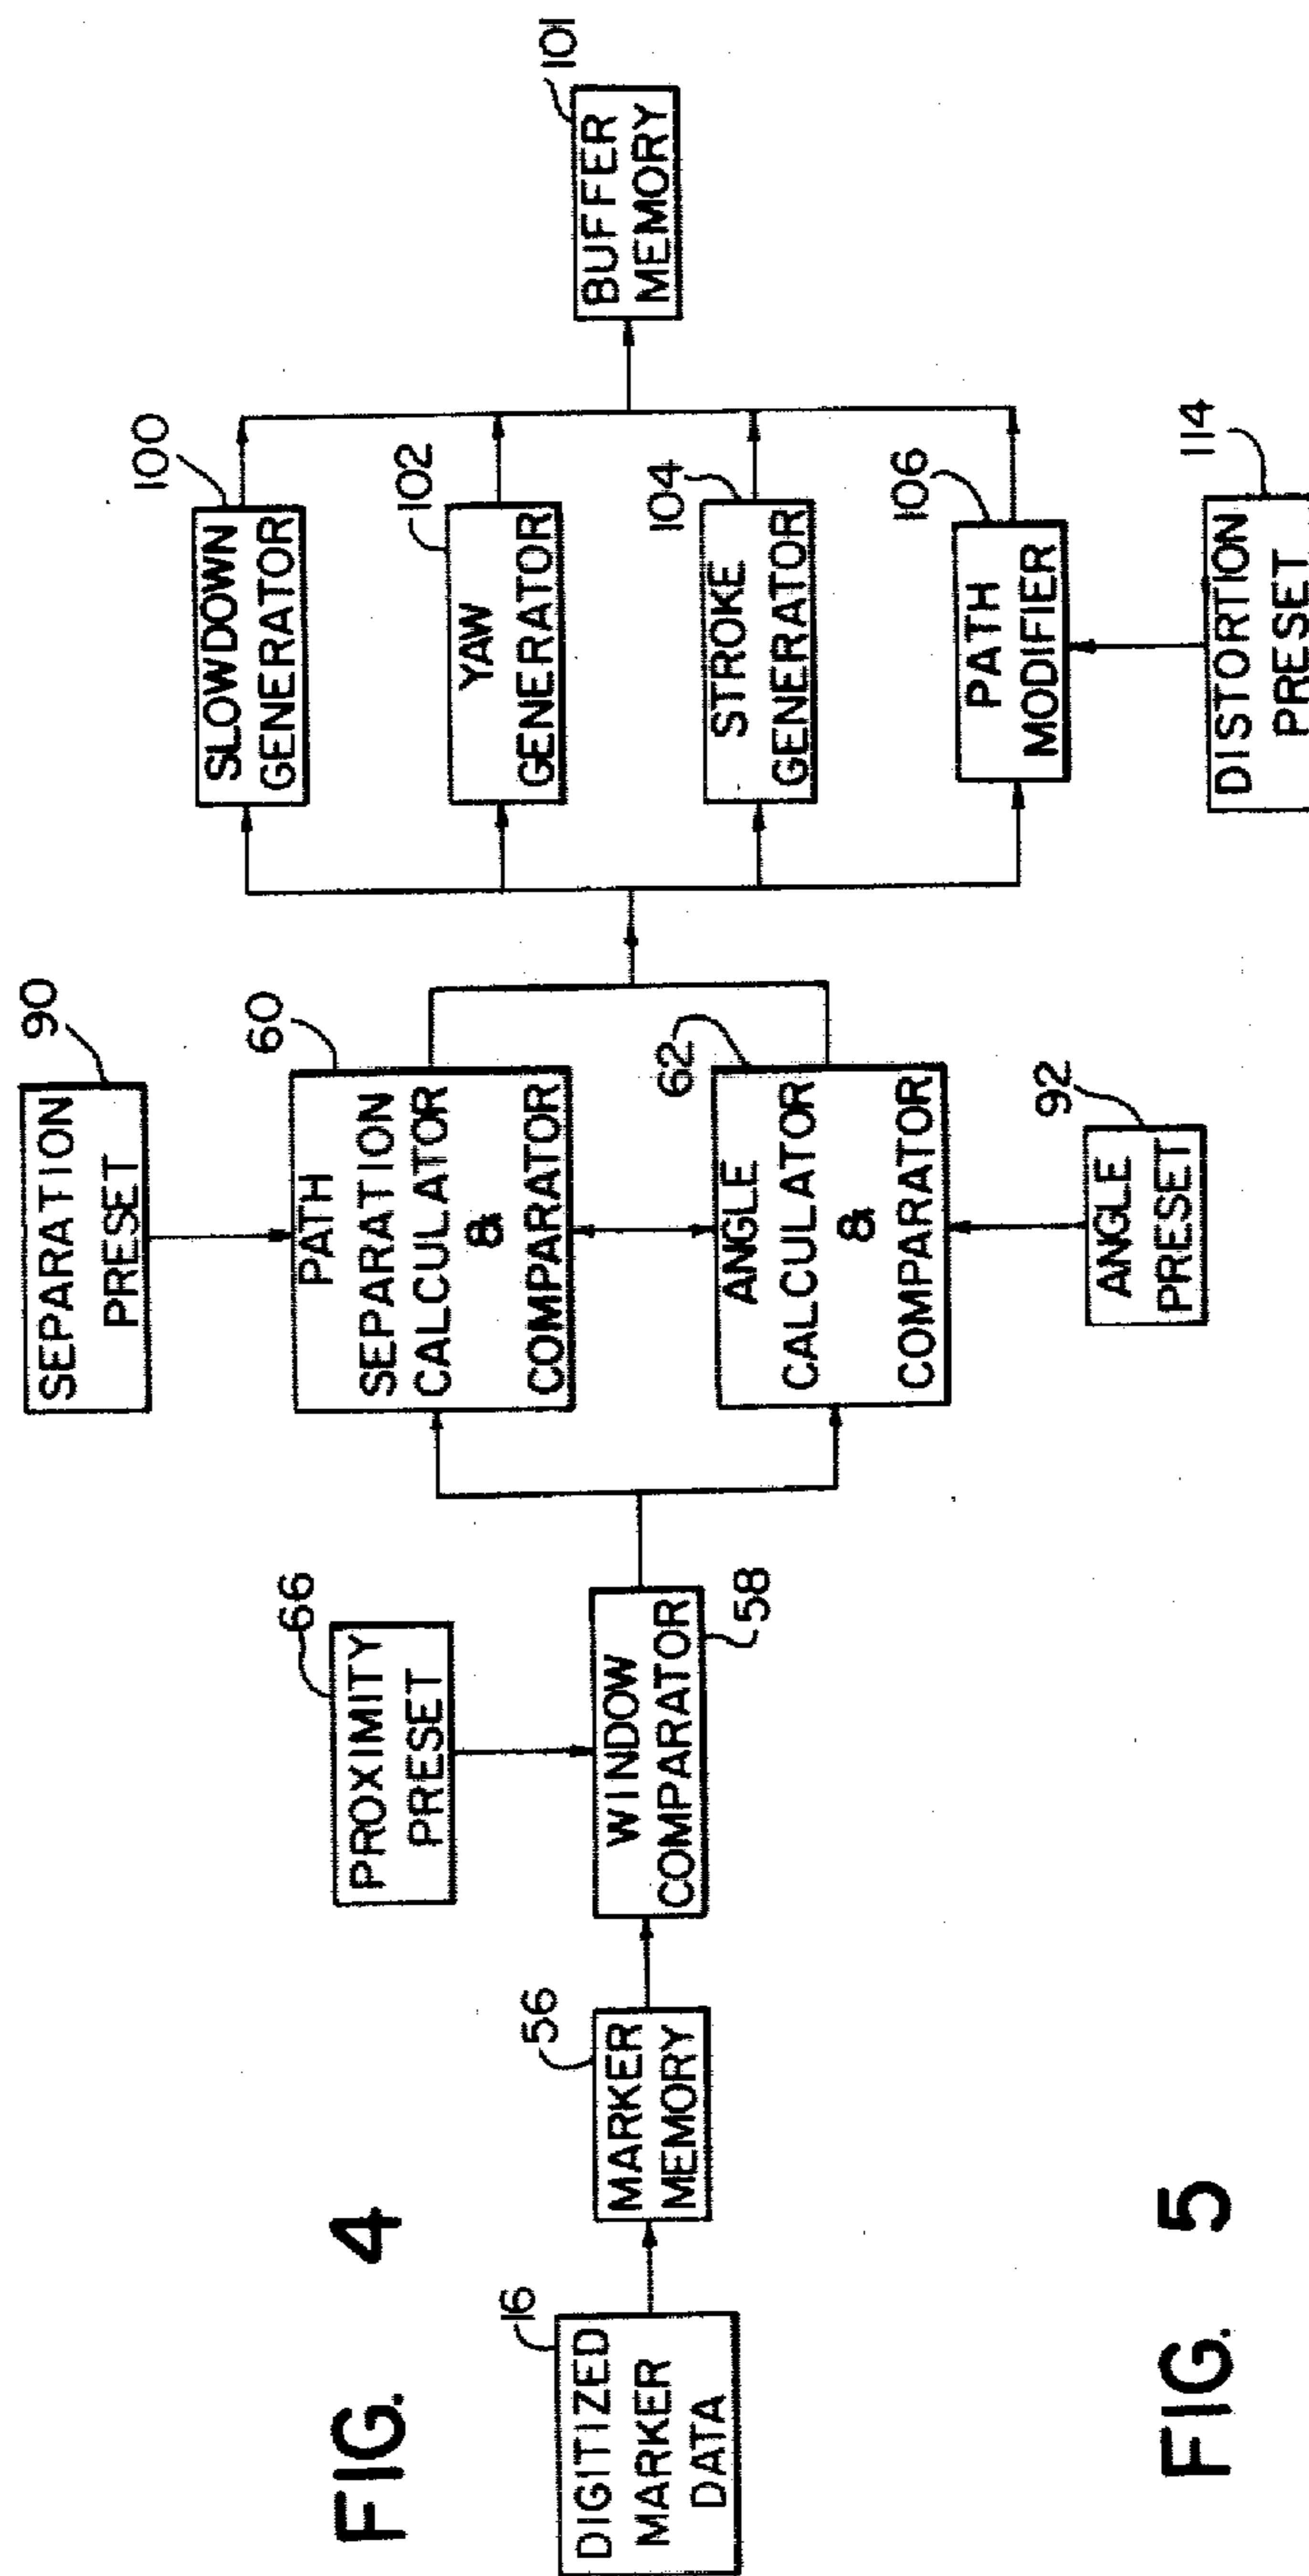 FIG. 4
16
DIGITIZED
MARKER
DATA
56
MARKER
MEMORY
66
PROXIMITY
PRESET
WINDOW
COMPARATOR
58
90
SEPARATION
PRESET
60
PATH
SEPARATION
CALCULATOR
&
COMPARATOR
62
ANGLE
CALCULATOR
&
COMPARATOR
92
ANGLE
PRESET
100
SLOWDOWN
GENERATOR
102
YAW
GENERATOR
104
STROKE
GENERATOR
106
PATH
MODIFIER
114
DISTORTION
PRESET
101
BUFFER
MEMORY
FIG. 5